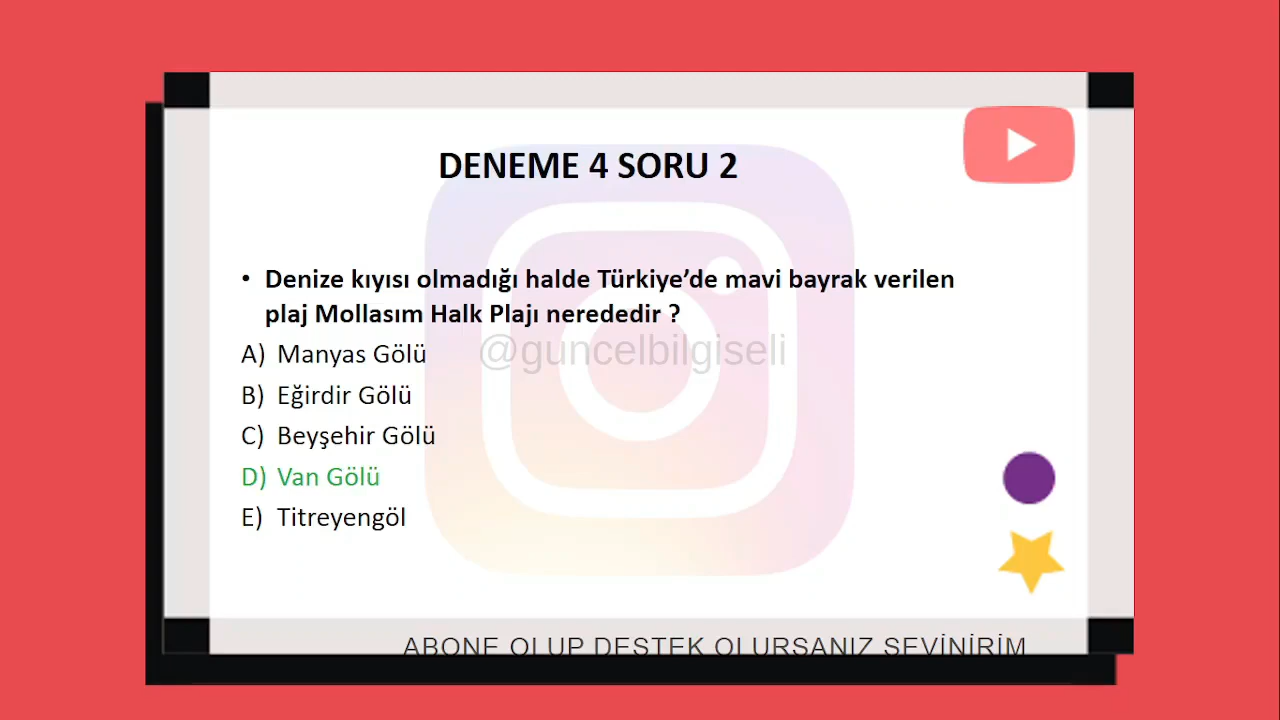 DENEME 4 SORU 2
• Denize kıyısı olmadığı halde Türkiye’de mavi bayrak verilen
plaj Mollasım Halk Plajı nerededir ?
A) Manyas Gölü
@guncelbilgiseli
B) Eğirdir Gölü
C) Beyşehir Gölü
D) Van Gölü
E) Titreyengöl
ABONE OLUP DESTEK OLURSANIZ SEVİNİRİM